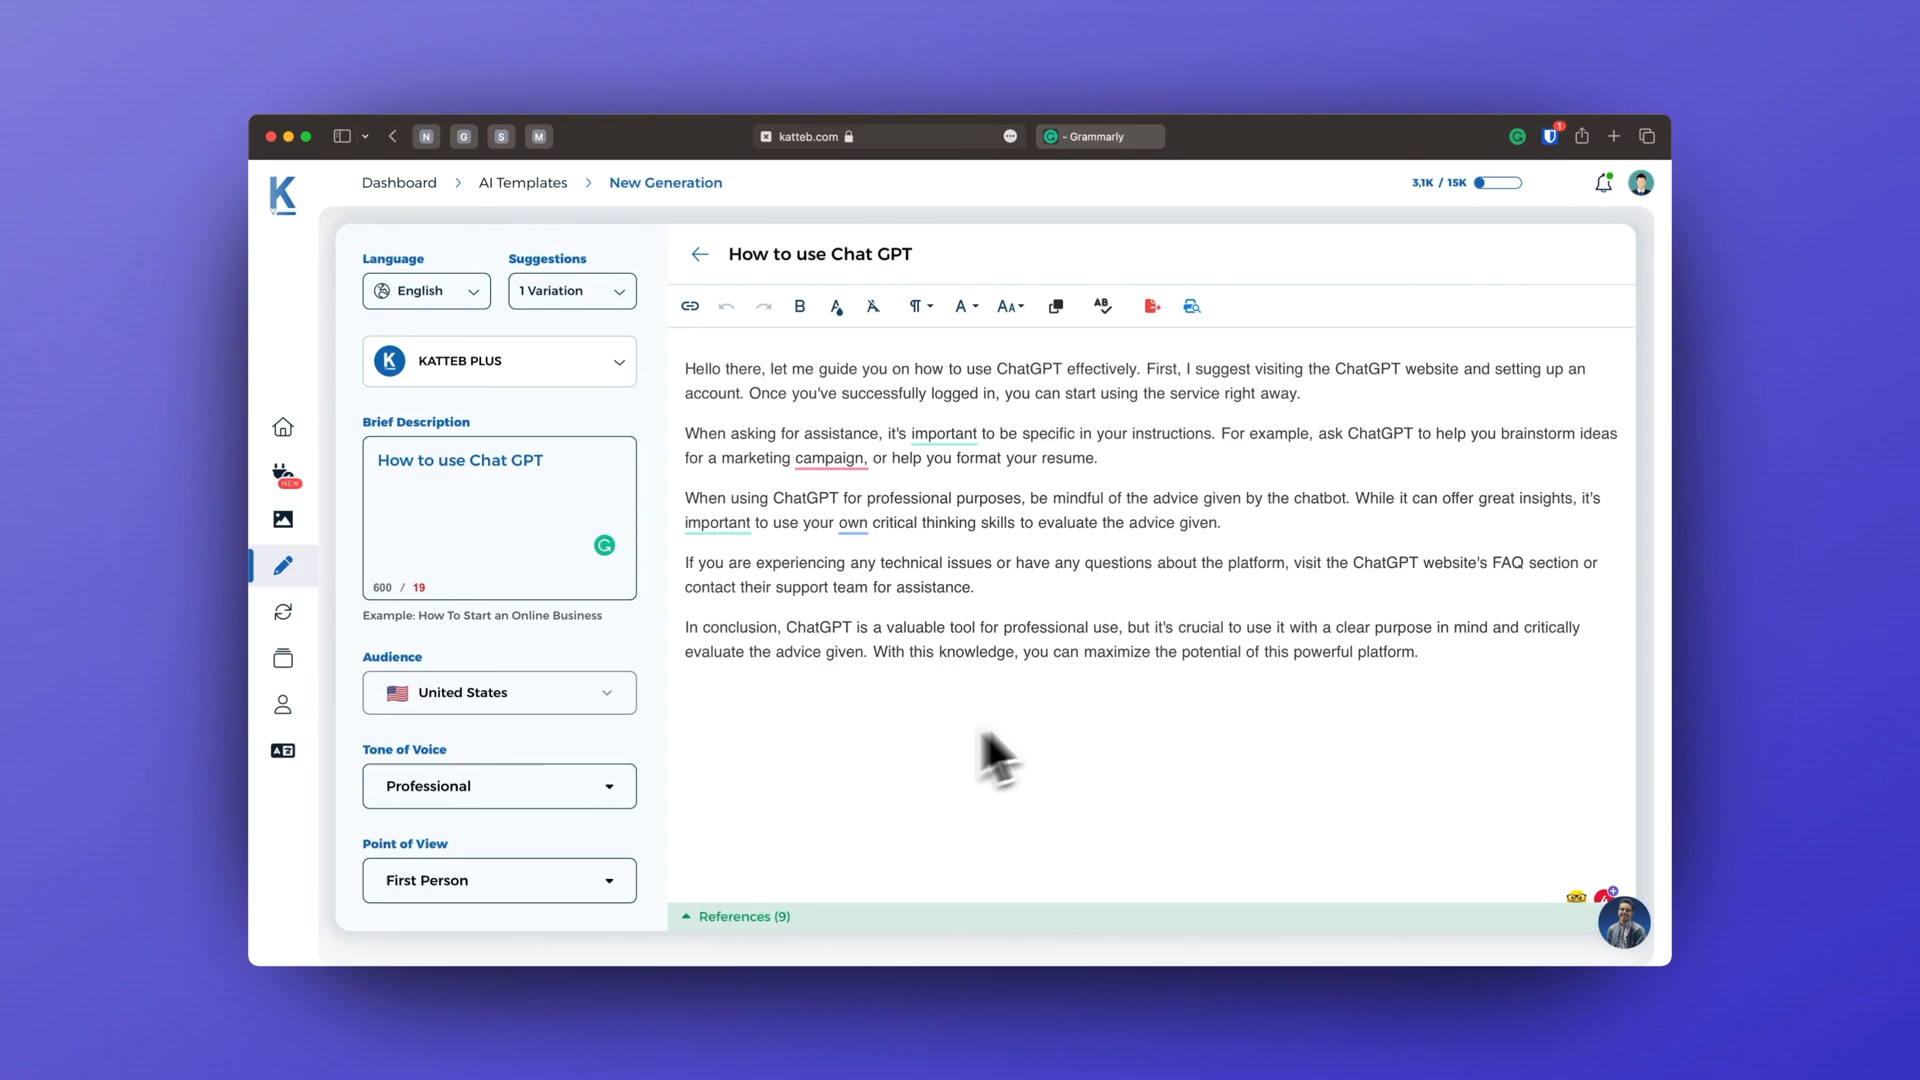 N G S M katteb.com G - Grammarly 1
K Dashboard > AI Templates > New Generation 3,1K / 15K
Language Suggestions
English 1 Variation
K KATTEB PLUS
Brief Description
How to use Chat GPT
600 / 19
Example: How To Start an Online Business
NEW
Audience
United States
Tone of Voice
Professional
Point of View
First Person
How to use Chat GPT
B A A A AA AB
Hello there, let me guide you on how to use ChatGPT effectively. First, I suggest visiting the ChatGPT website and setting up an
account. Once you've successfully logged in, you can start using the service right away.
When asking for assistance, it's important to be specific in your instructions. For example, ask ChatGPT to help you brainstorm ideas
for a marketing campaign, or help you format your resume.
When using ChatGPT for professional purposes, be mindful of the advice given by the chatbot. While it can offer great insights, it's
important to use your own critical thinking skills to evaluate the advice given.
If you are experiencing any technical issues or have any questions about the platform, visit the ChatGPT website's FAQ section or
contact their support team for assistance.
In conclusion, ChatGPT is a valuable tool for professional use, but it's crucial to use it with a clear purpose in mind and critically
evaluate the advice given. With this knowledge, you can maximize the potential of this powerful platform.
References (9)